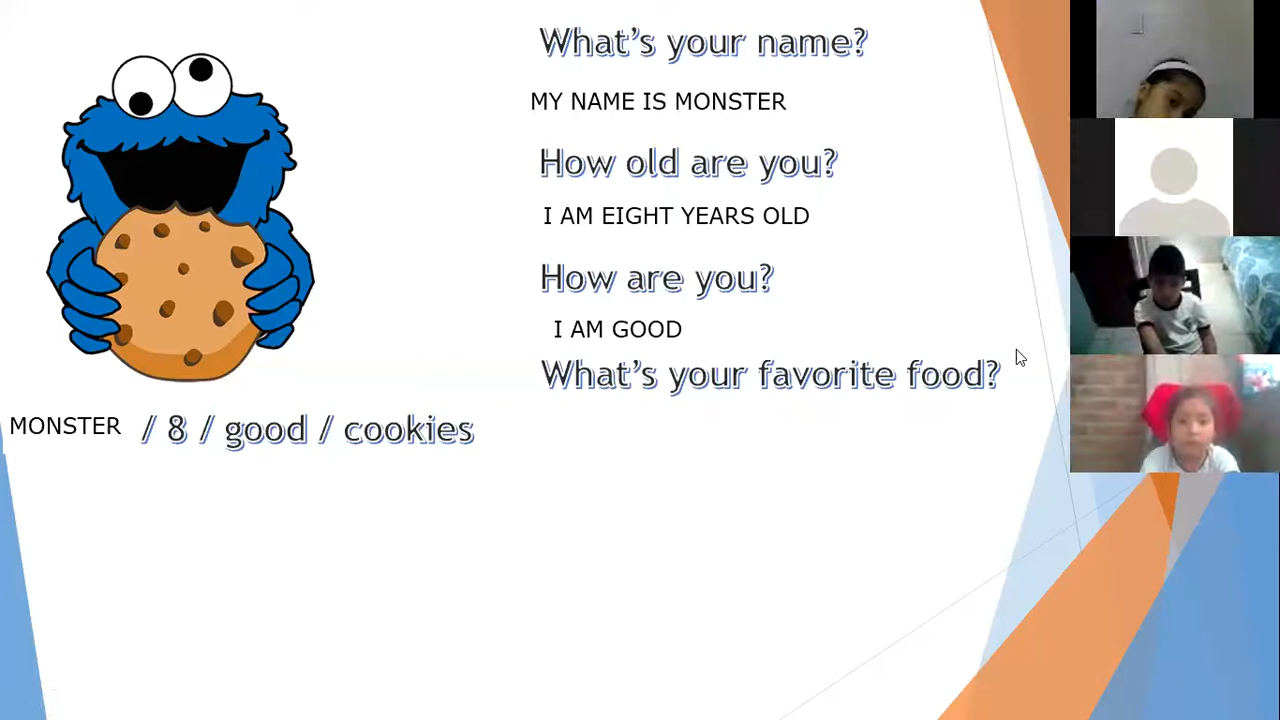 What's your name?
MY NAME IS MONSTER
How old are you?
I AM EIGHT YEARS OLD
How are you?
I AM GOOD
What's your favorite food?
MONSTER / 8 / good / cookies